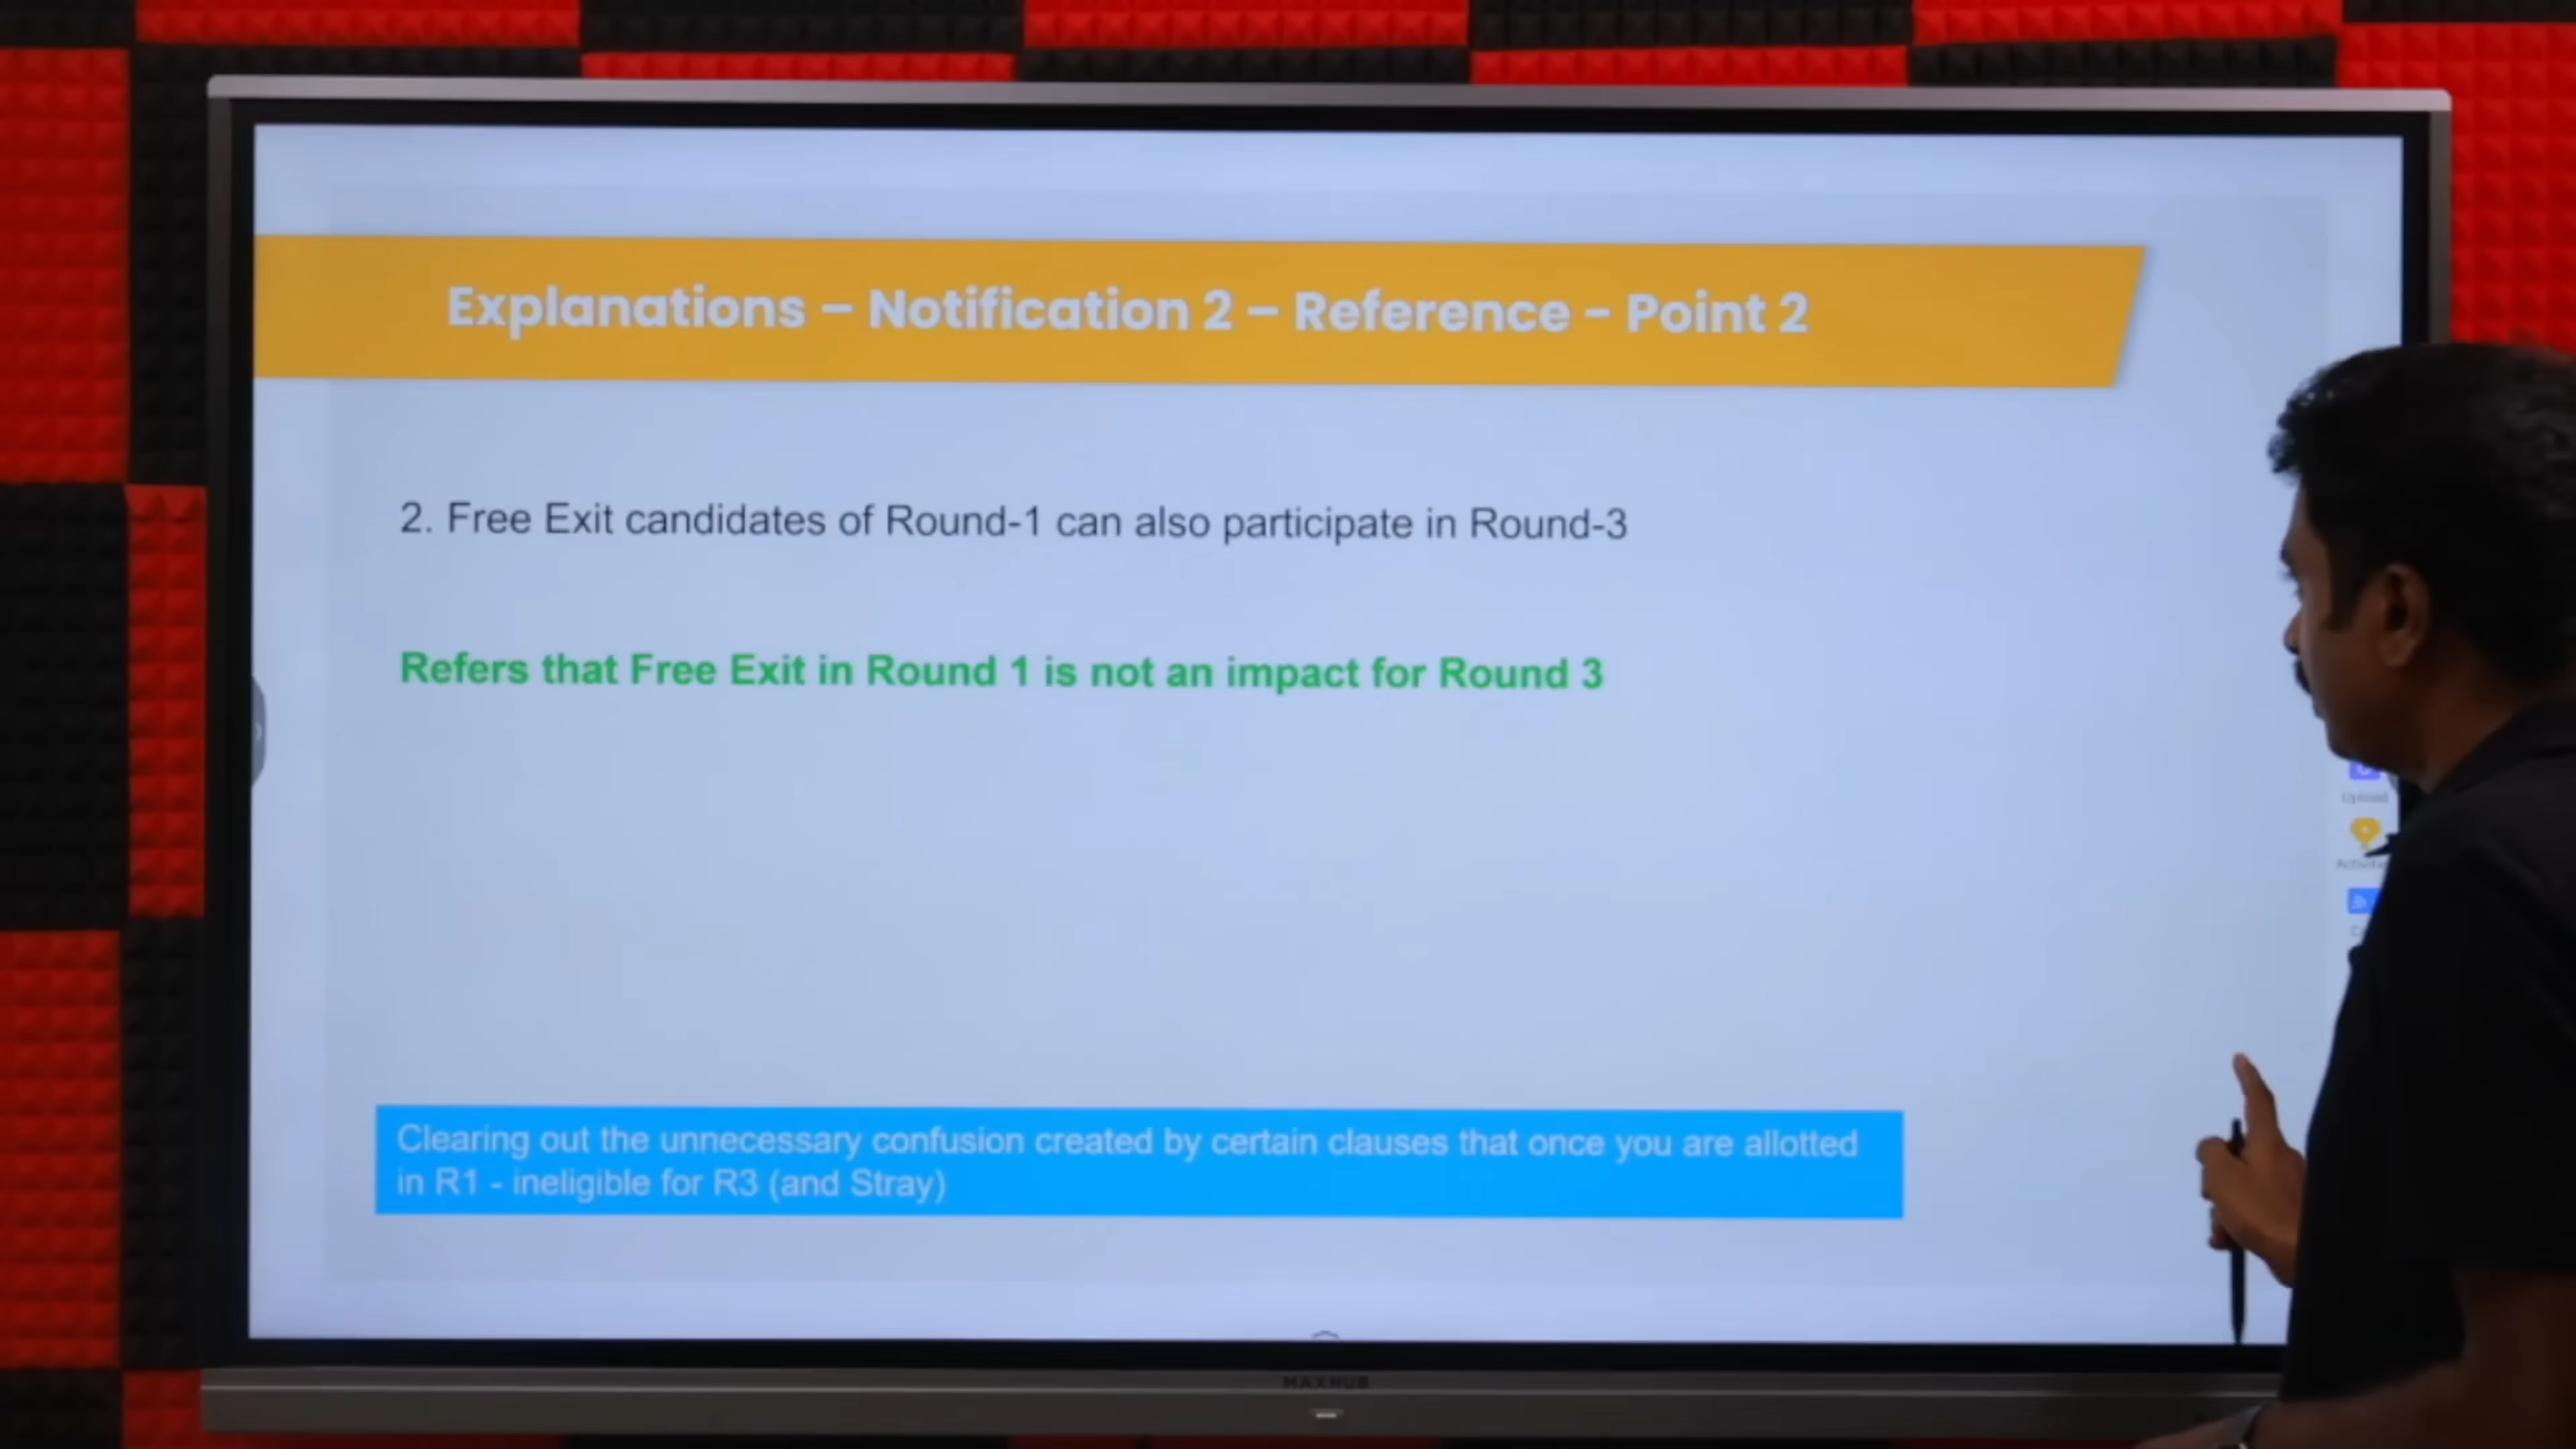 Explanations – Notification 2 – Reference - Point 2
2. Free Exit candidates of Round-1 can also participate in Round-3
Refers that Free Exit in Round 1 is not an impact for Round 3
Upload
Clearing out the unnecessary confusion created by certain clauses that once you are allotted
in R1 - ineligible for R3 (and Stray)
MAXHUB